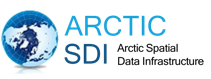 ARCTIC
SDI Arctic Spatial
Data Infrastructure